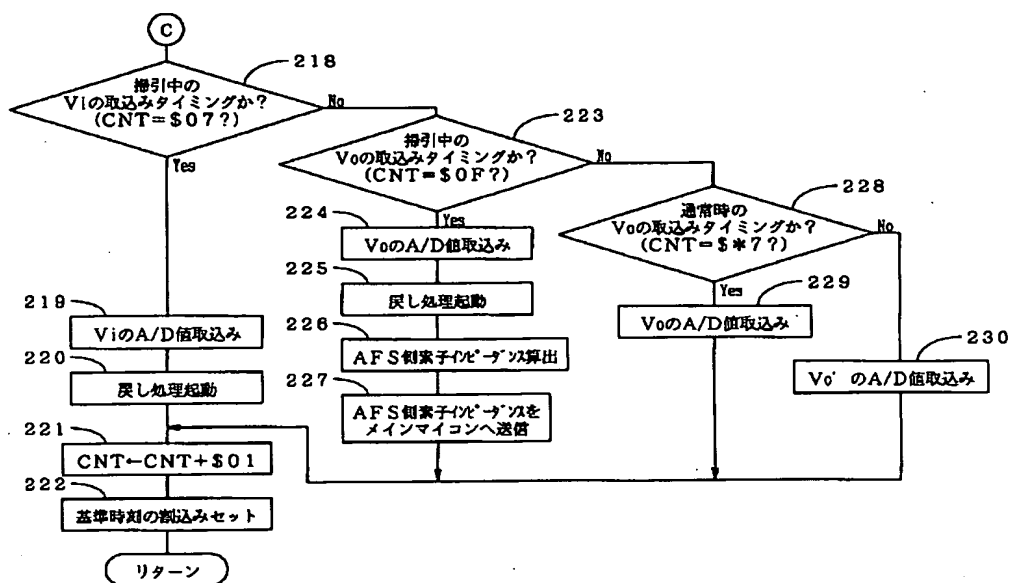 C
218
掃引中の
Viの取込みタイミングか?
(CNT=$07?)
No
Yes
223
掃引中の
Voの取込みタイミングか?
(CNT=$0F?)
No
Yes
228
通常時の
Voの取込みタイミングか?
(CNT=$*7?)
No
Yes
224
VoのA/D値取込み
225
戻し処理起動
226
AFS側素子インピーダンス算出
227
AFS側素子インピーダンスを
メインマイコンへ送信
229
VoのA/D値取込み
230
Vo'のA/D値取込み
219
ViのA/D値取込み
220
戻し処理起動
221
CNT←CNT+$01
222
基準時刻の割込みセット
リターン